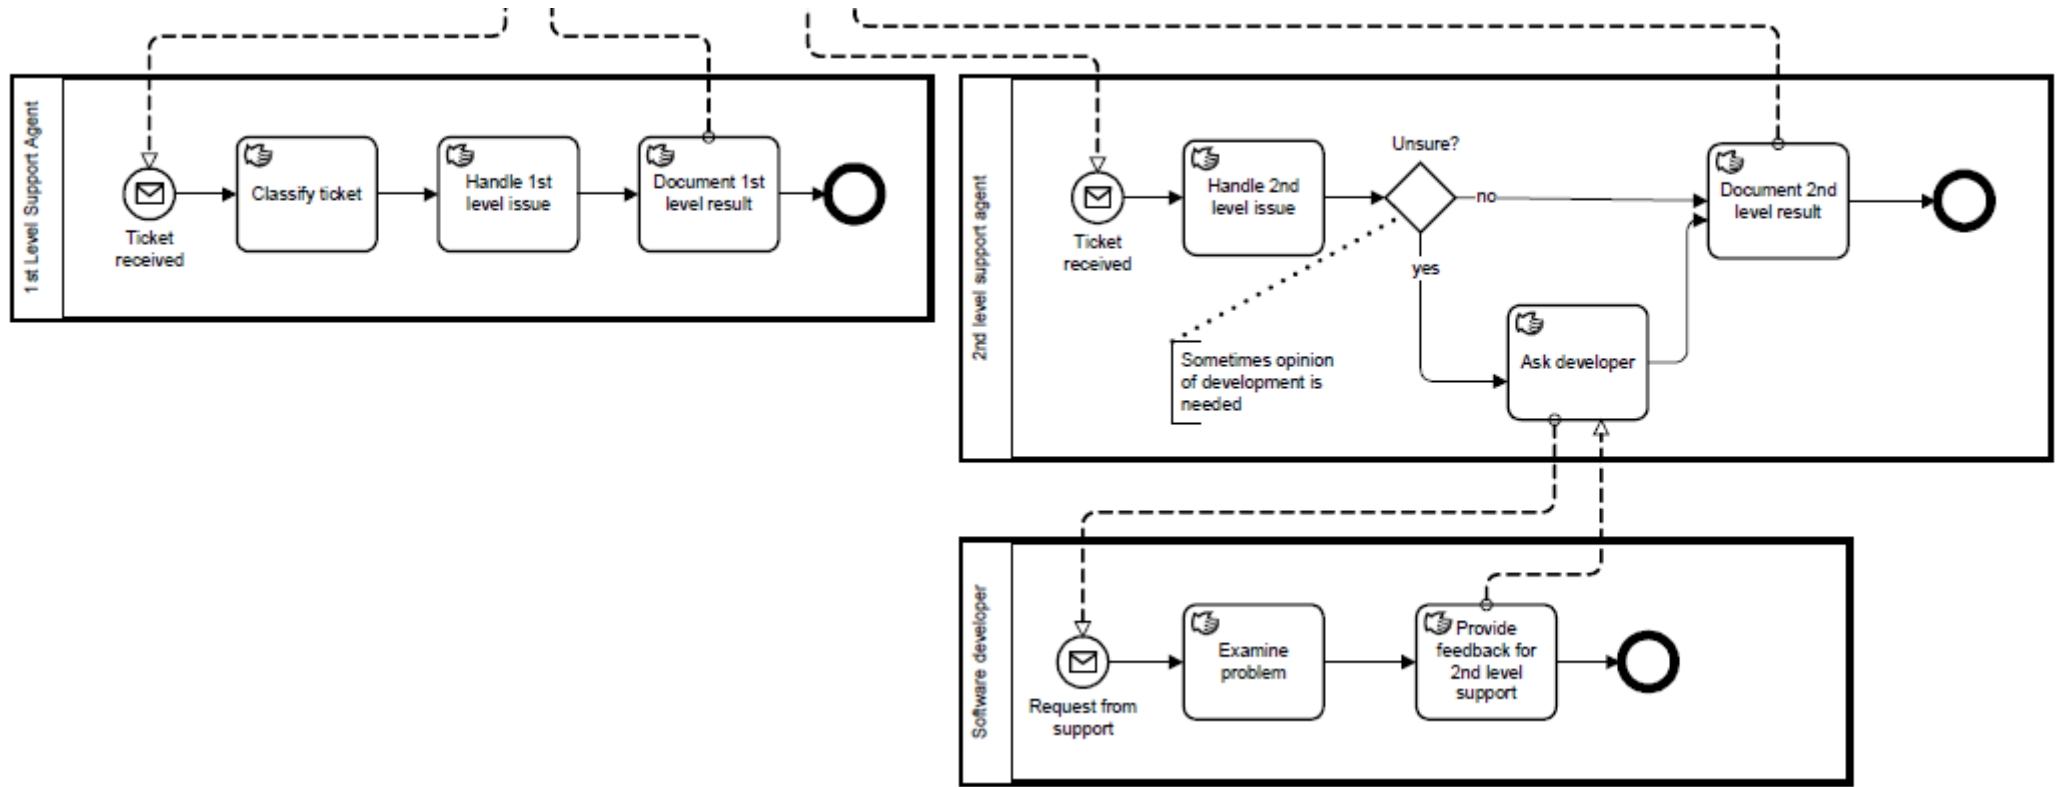 1st Level Support Agent
Ticket
received
Classify ticket
Handle 1st
level issue
Document 1st
level result
2nd level support agent
Ticket
received
Handle 2nd
level issue
Unsure?
no
yes
Document 2nd
level result
Sometimes opinion
of development is
needed
Ask developer
Software developer
Request from
support
Examine
problem
Provide
feedback for
2nd level
support